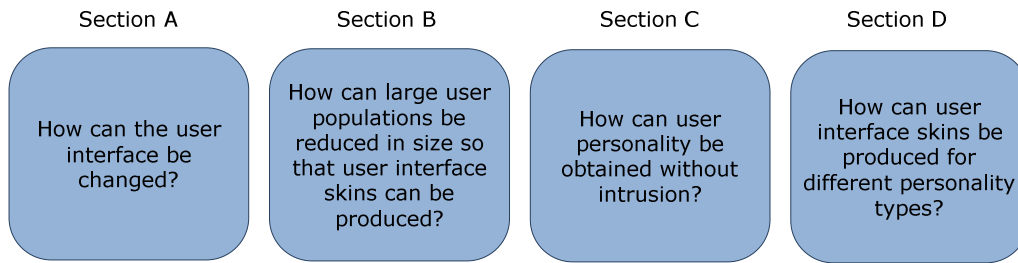 Section A
Section B
Section C
Section D
How can the user
interface be
changed?
How can large user
populations be
reduced in size so
that user interface
skins can be
produced?
How can user
personality be
obtained without
intrusion?
How can user
interface skins be
produced for
different personality
types?